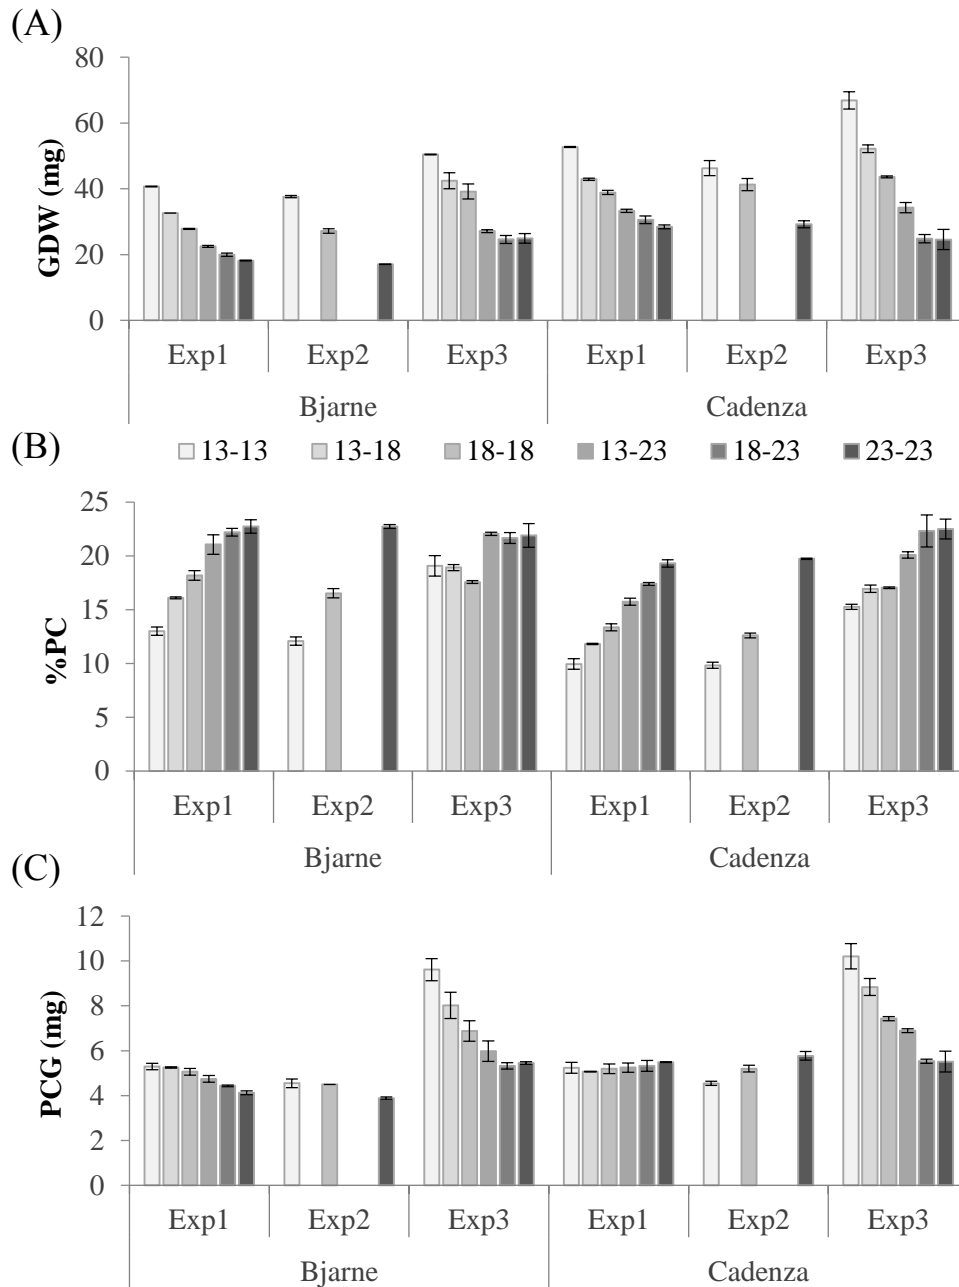 (A)
80
60
40
20
0
GDW (mg)
Exp1 Exp2 Exp3 Exp1 Exp2 Exp3
Bjarne Cadenza
(B)
13-13 13-18 18-18 13-23 18-23 23-23
25
20
15
10
5
0
%PC
Exp1 Exp2 Exp3 Exp1 Exp2 Exp3
Bjarne Cadenza
(C)
12
10
8
6
4
2
0
PCG (mg)
Exp1 Exp2 Exp3 Exp1 Exp2 Exp3
Bjarne Cadenza